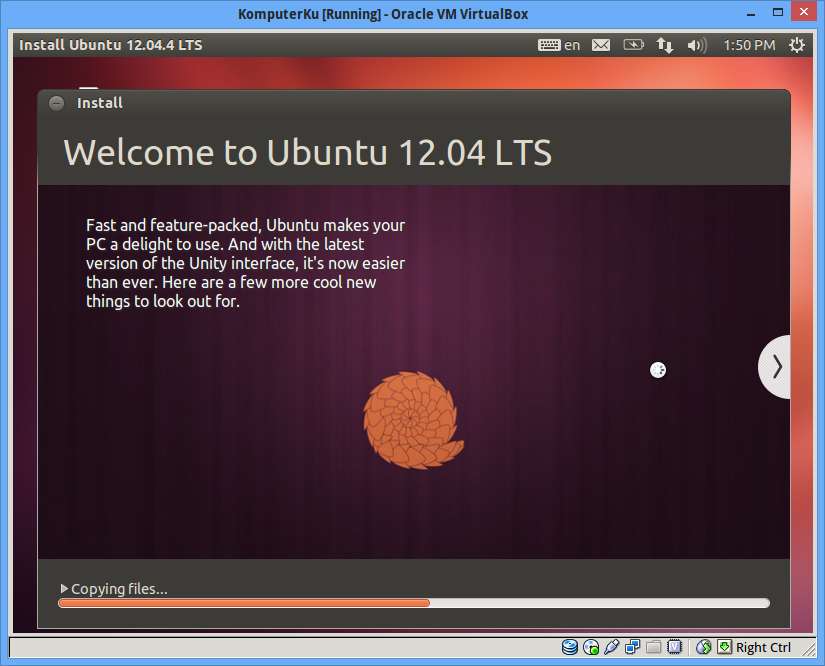 KomputerKu [Running] - Oracle VM VirtualBox
Install Ubuntu 12.04.4 LTS
en
1:50 PM
Install
Welcome to Ubuntu 12.04 LTS
Fast and feature-packed, Ubuntu makes your
PC a delight to use. And with the latest
version of the Unity interface, it's now easier
than ever. Here are a few more cool new
things to look out for.
Copying files...
Right Ctrl